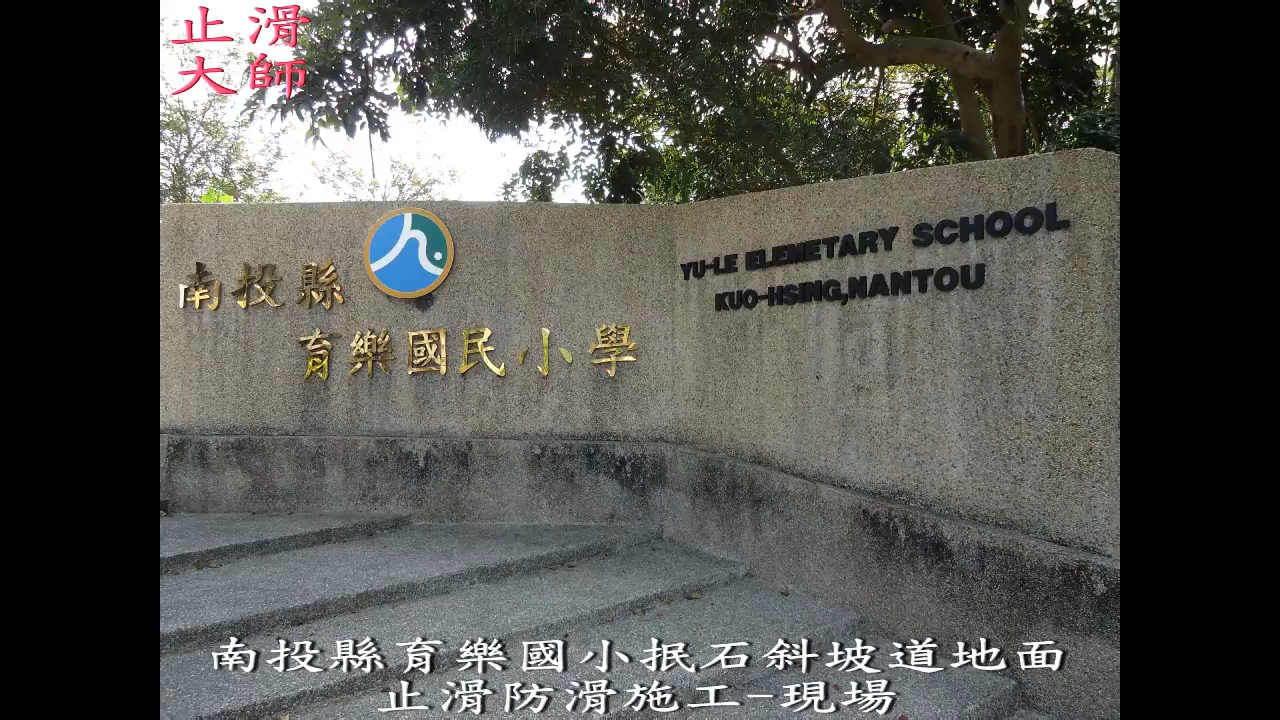 止滑
大師
南投縣
育樂國民小學
YU-LE ELEMETARY SCHOOL
KUO-HSING,NANTOU
南投縣育樂國小抿石斜坡道地面
止滑防滑施工-現場